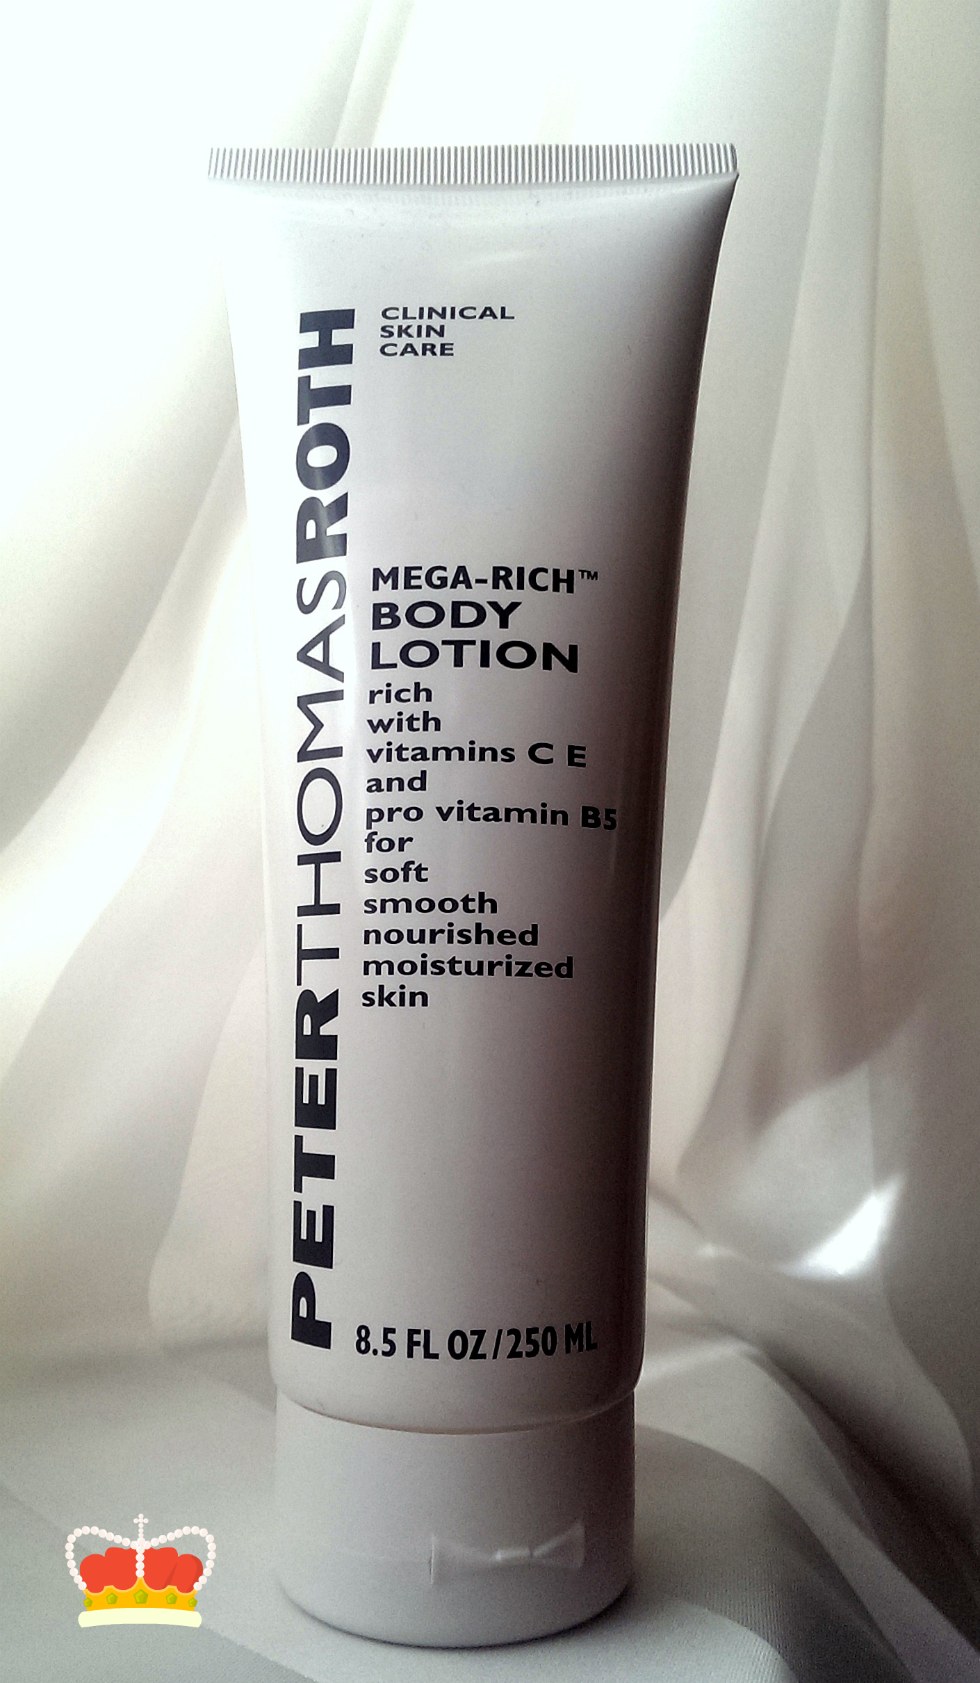 PETERTHOMASROTH
CLINICAL
SKIN
CARE
MEGA-RICH™
BODY
LOTION
rich
with
vitamins C E
and
pro vitamin B5
for
soft
smooth
nourished
moisturized
skin
8.5 FL OZ/250 ML